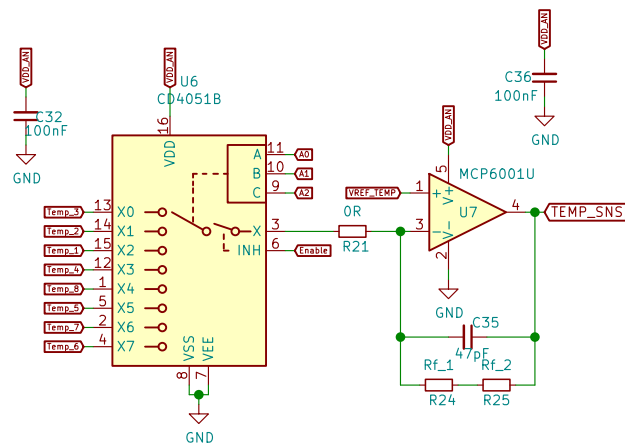 VDD_AN
C32
100nF
GND
VDD_AN
U6
CD4051B
16
VDD
VDD_AN
C36
100nF
GND
A 11 A0
B 10 A1
C 9 A2
Temp_3 13 X0
Temp_2 14 X1
Temp_1 15 X2
Temp_4 12 X3
Temp_8 1 X4
Temp_5 5 X5
Temp_7 2 X6
Temp_6 4 X7
X 3
INH 6 Enable
VSS VEE
8 7
GND
0R
R21
VDD_AN
MCP6001U
5
VREF_TEMP 1 +
V+
U7
4 TEMP_SNS
3 -
V-
2
GND
C35
47pF
Rf_1 Rf_2
R24 R25